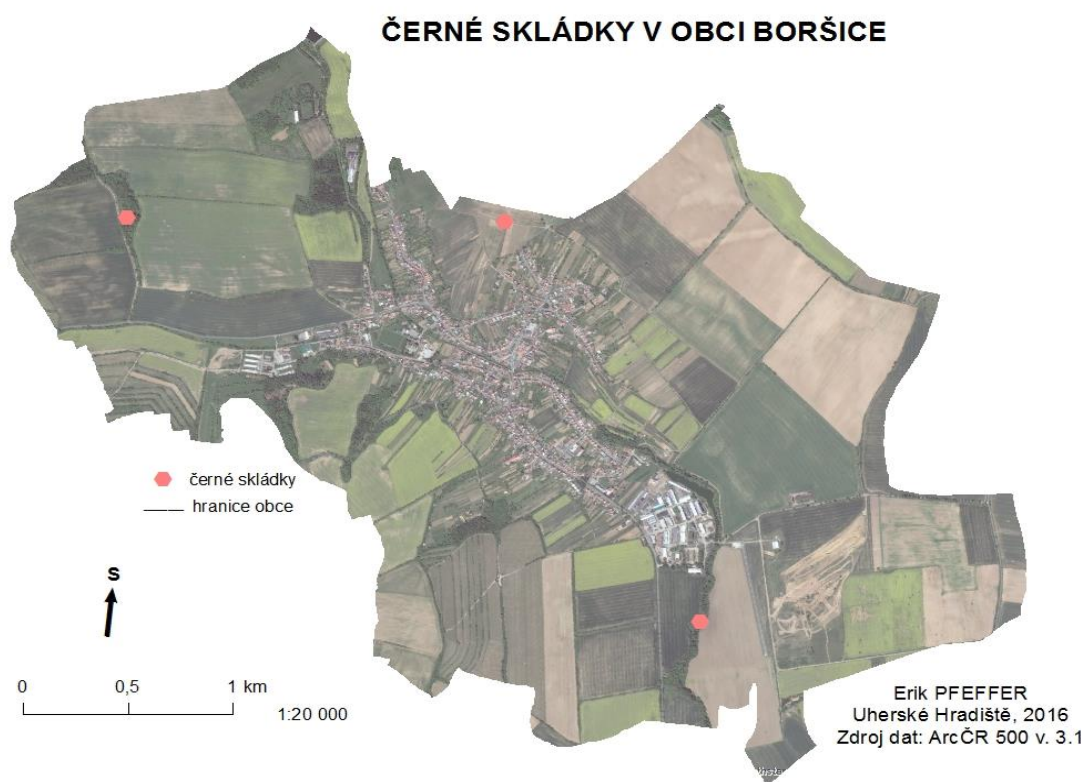 ČERNÉ SKLÁDKY V OBCI BORŠICE
černé skládky
hranice obce
S
0 0,5 1 km
1:20 000
Erik PFEFFER
Uherské Hradiště, 2016
Zdroj dat: ArcČR 500 v. 3.1